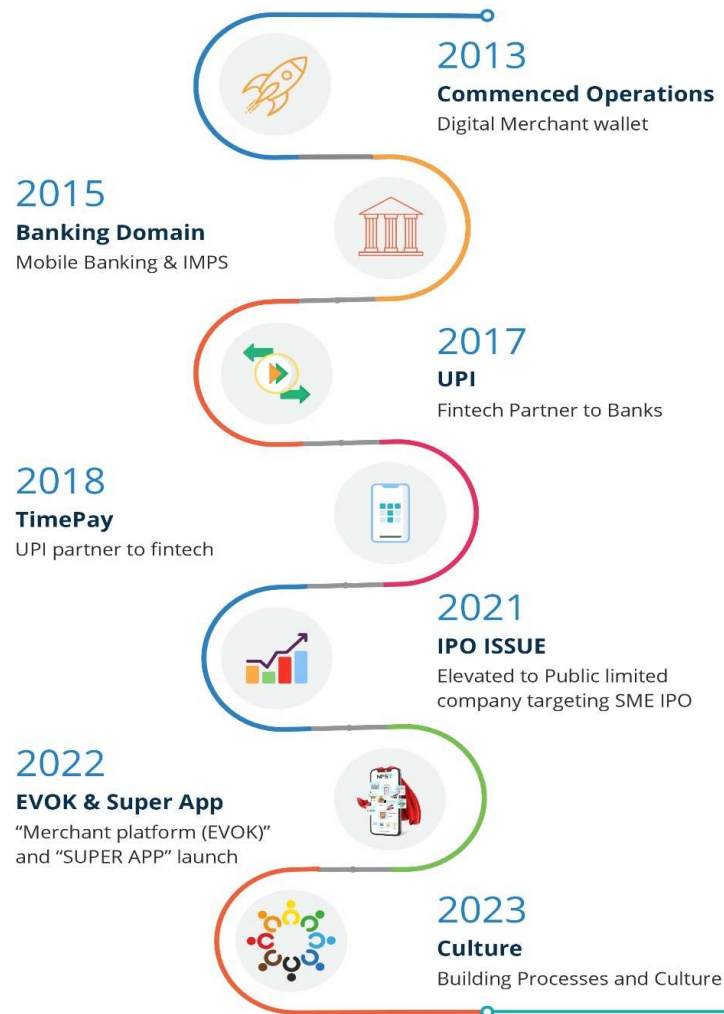 2013
Commenced Operations
Digital Merchant wallet
2015
Banking Domain
Mobile Banking & IMPS
2017
UPI
Fintech Partner to Banks
2018
TimePay
UPI partner to fintech
2021
IPO ISSUE
Elevated to Public limited
company targeting SME IPO
2022
EVOK & Super App
“Merchant platform (EVOK)”
and “SUPER APP” launch
NPST
2023
Culture
Building Processes and Culture